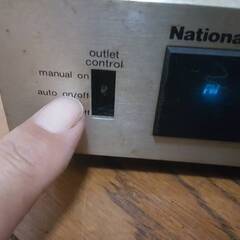 National
outlet
control
manual on
auto on/off